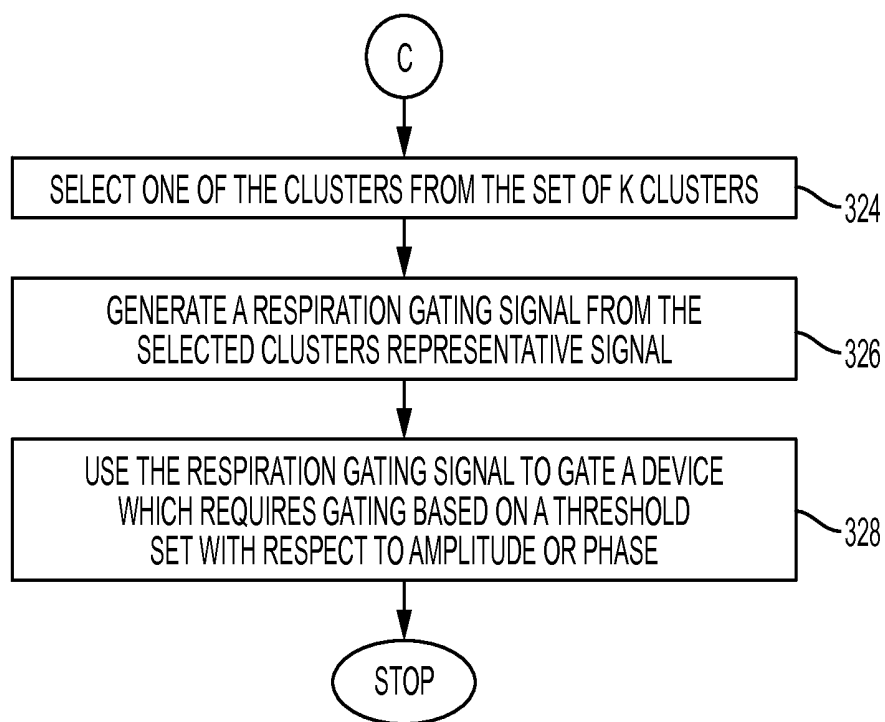 C
SELECT ONE OF THE CLUSTERS FROM THE SET OF K CLUSTERS
324
GENERATE A RESPIRATION GATING SIGNAL FROM THE
SELECTED CLUSTERS REPRESENTATIVE SIGNAL
326
USE THE RESPIRATION GATING SIGNAL TO GATE A DEVICE
WHICH REQUIRES GATING BASED ON A THRESHOLD
SET WITH RESPECT TO AMPLITUDE OR PHASE
328
STOP